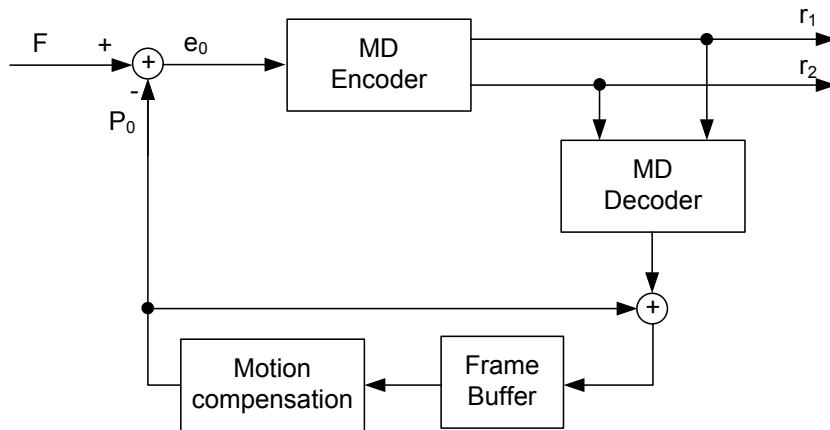 F
+
+
e₀
-
P₀
MD
Encoder
r₁
r₂
MD
Decoder
+
Motion
compensation
Frame
Buffer